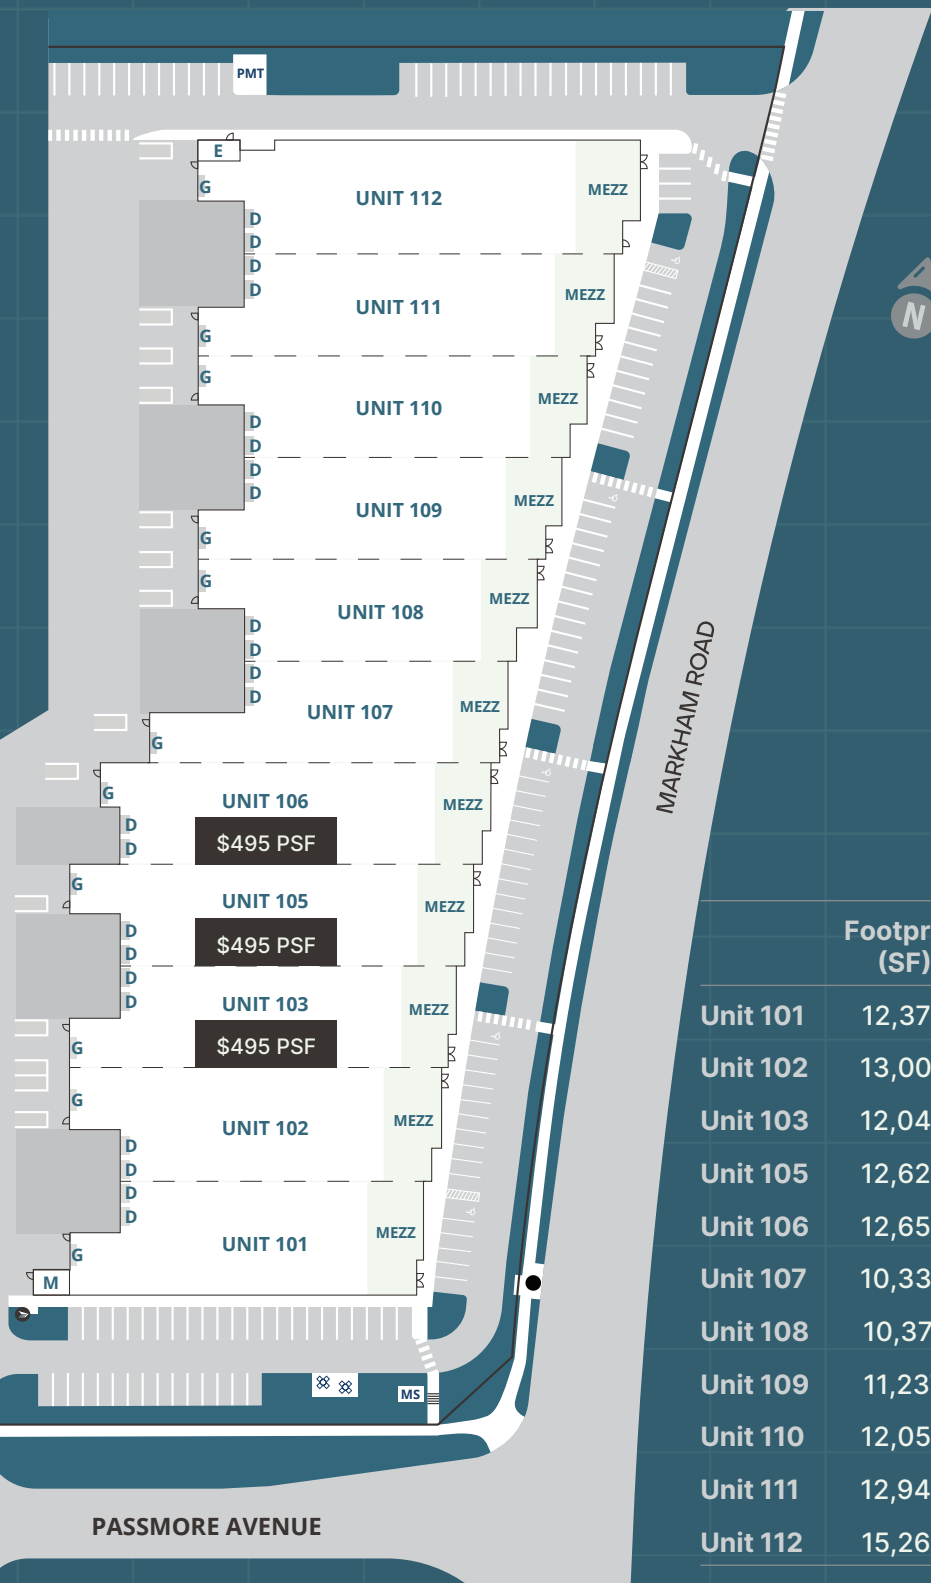 PMT
E
G
UNIT 112
MEZZ
D
D
D
D
UNIT 111
MEZZ
G
G
UNIT 110
MEZZ
D
D
D
D
UNIT 109
MEZZ
G
G
UNIT 108
MEZZ
D
D
D
D
UNIT 107
MEZZ
G
G
UNIT 106
MEZZ
D
D
$495 PSF
G
UNIT 105
MEZZ
D
D
$495 PSF
D
D
UNIT 103
MEZZ
G
$495 PSF
G
UNIT 102
MEZZ
D
D
D
D
UNIT 101
MEZZ
G
M
MS
N
MARKHAM ROAD
PASSMORE AVENUE
Footpr
(SF)
Unit 101 12,37
Unit 102 13,00
Unit 103 12,04
Unit 105 12,62
Unit 106 12,65
Unit 107 10,33
Unit 108 10,37
Unit 109 11,23
Unit 110 12,05
Unit 111 12,94
Unit 112 15,26